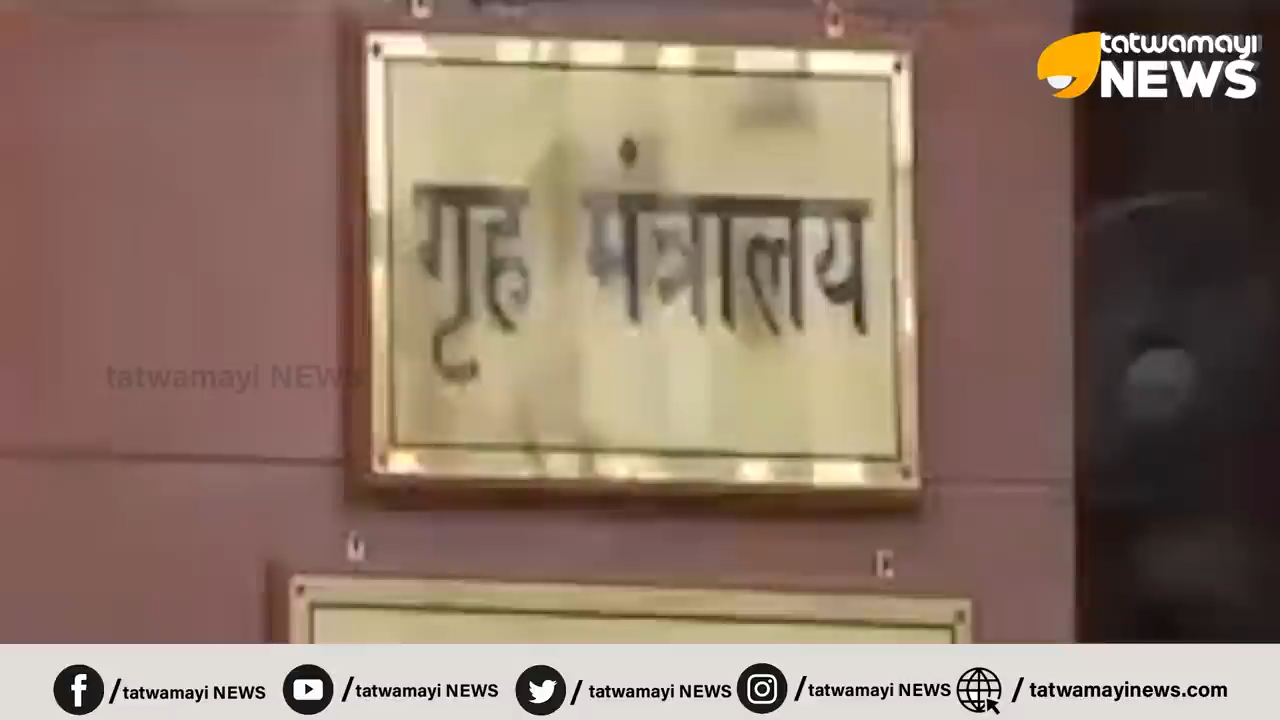 tatwamayi
NEWS
गृह मंत्रालय
tatwamayi NEWS
/tatwamayi NEWS /tatwamayi NEWS / tatwamayi NEWS /tatwamayi NEWS / tatwamayinews.com